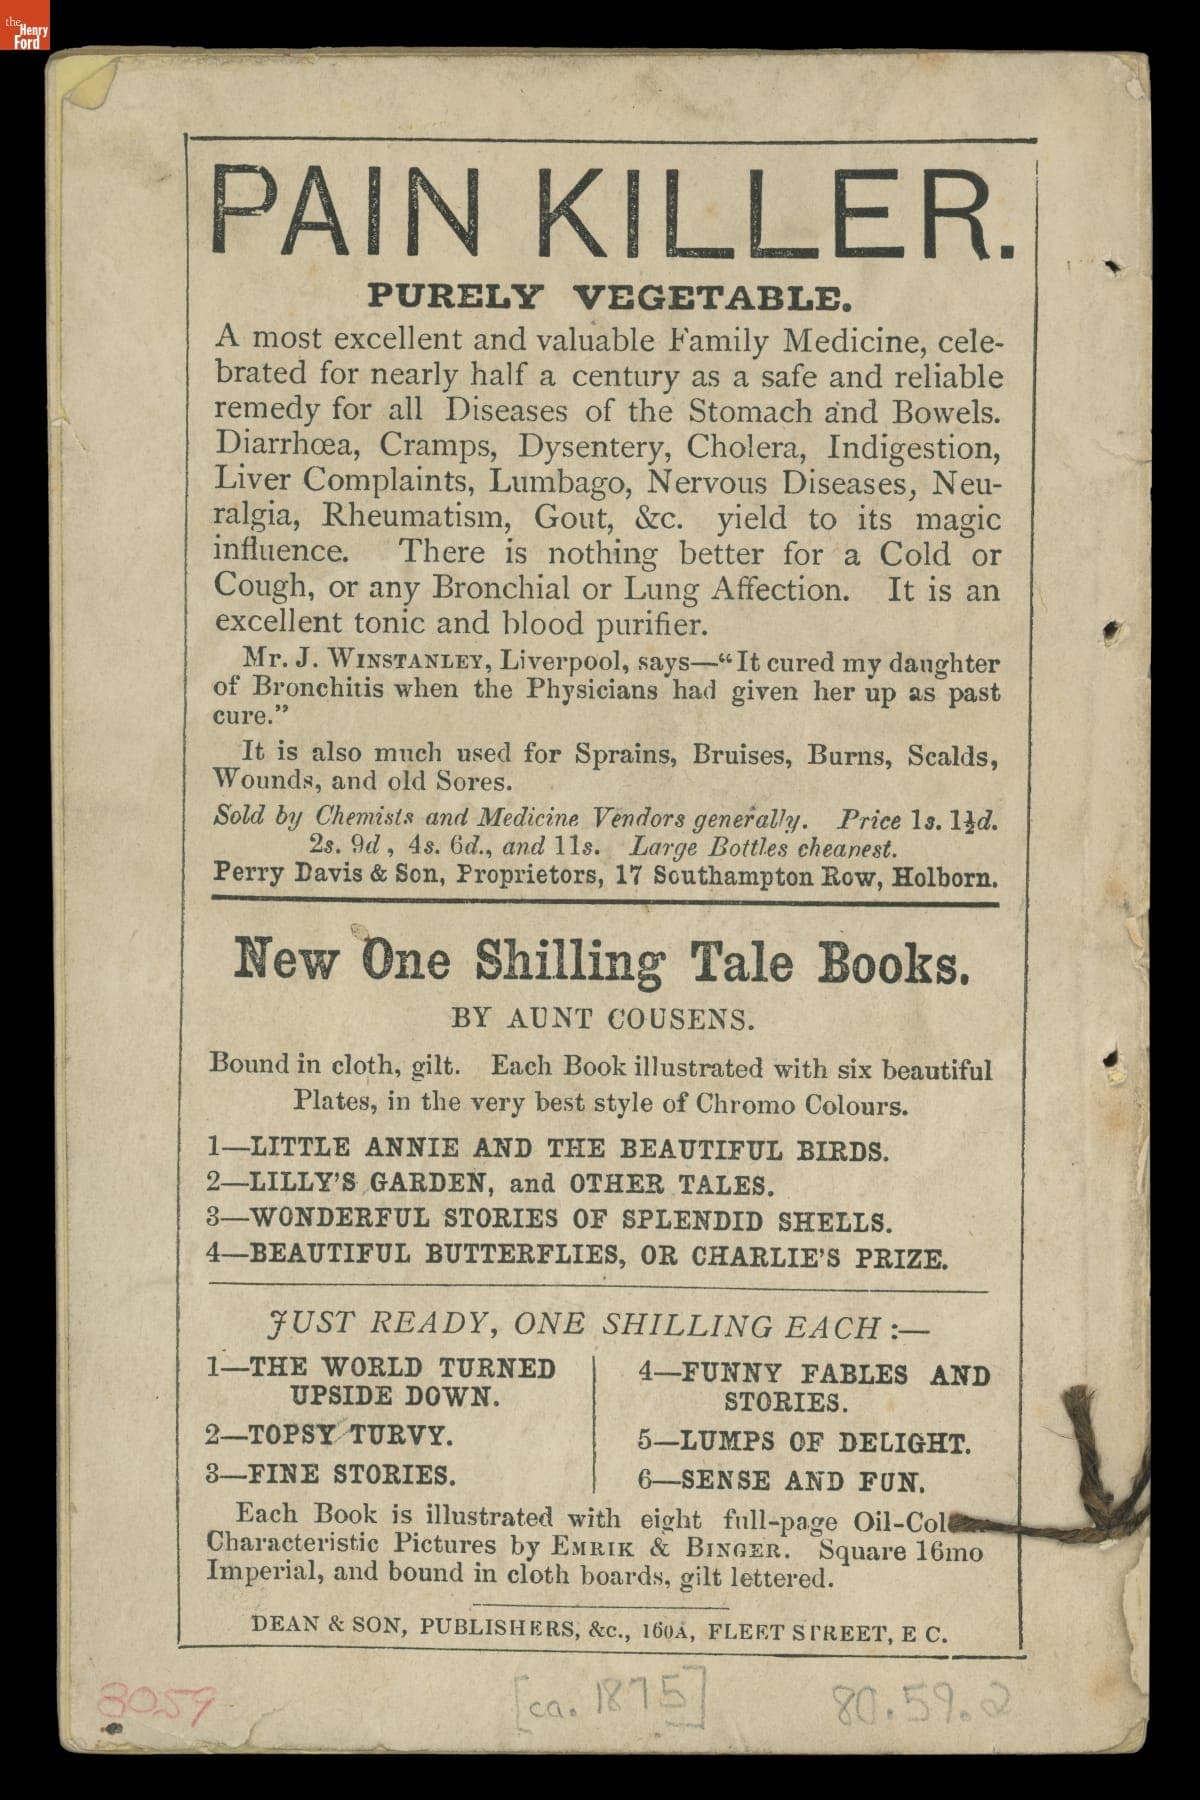 the Henry Ford
PAIN KILLER.
PURELY VEGETABLE.
A most excellent and valuable Family Medicine, cele-
brated for nearly half a century as a safe and reliable
remedy for all Diseases of the Stomach and Bowels.
Diarrhœa, Cramps, Dysentery, Cholera, Indigestion,
Liver Complaints, Lumbago, Nervous Diseases, Neu-
ralgia, Rheumatism, Gout, &c. yield to its magic
influence. There is nothing better for a Cold or
Cough, or any Bronchial or Lung Affection. It is an
excellent tonic and blood purifier.
Mr. J. WINSTANLEY, Liverpool, says—“It cured my daughter
of Bronchitis when the Physicians had given her up as past
cure.”
It is also much used for Sprains, Bruises, Burns, Scalds,
Wounds, and old Sores.
Sold by Chemists and Medicine Vendors generally. Price 1s. 1½d.
2s. 9d, 4s. 6d., and 11s. Large Bottles cheapest.
Perry Davis & Son, Proprietors, 17 Southampton Row, Holborn.
New One Shilling Tale Books.
BY AUNT COUSENS.
Bound in cloth, gilt. Each Book illustrated with six beautiful
Plates, in the very best style of Chromo Colours.
1—LITTLE ANNIE AND THE BEAUTIFUL BIRDS.
2—LILLY'S GARDEN, and OTHER TALES.
3—WONDERFUL STORIES OF SPLENDID SHELLS.
4—BEAUTIFUL BUTTERFLIES, OR CHARLIE'S PRIZE.
JUST READY, ONE SHILLING EACH:—
1—THE WORLD TURNED
UPSIDE DOWN.
2—TOPSY TURVY.
3—FINE STORIES.
4—FUNNY FABLES AND
STORIES.
5—LUMPS OF DELIGHT.
6—SENSE AND FUN.
Each Book is illustrated with eight full-page
Characteristic Pictures by EMRIK & BINGER. Square 16mo
Imperial, and bound in cloth boards, gilt lettered.
DEAN & SON, PUBLISHERS, &c., 160A, FLEET STREET, E C.
8059
[ca. 1875]
80.59.2